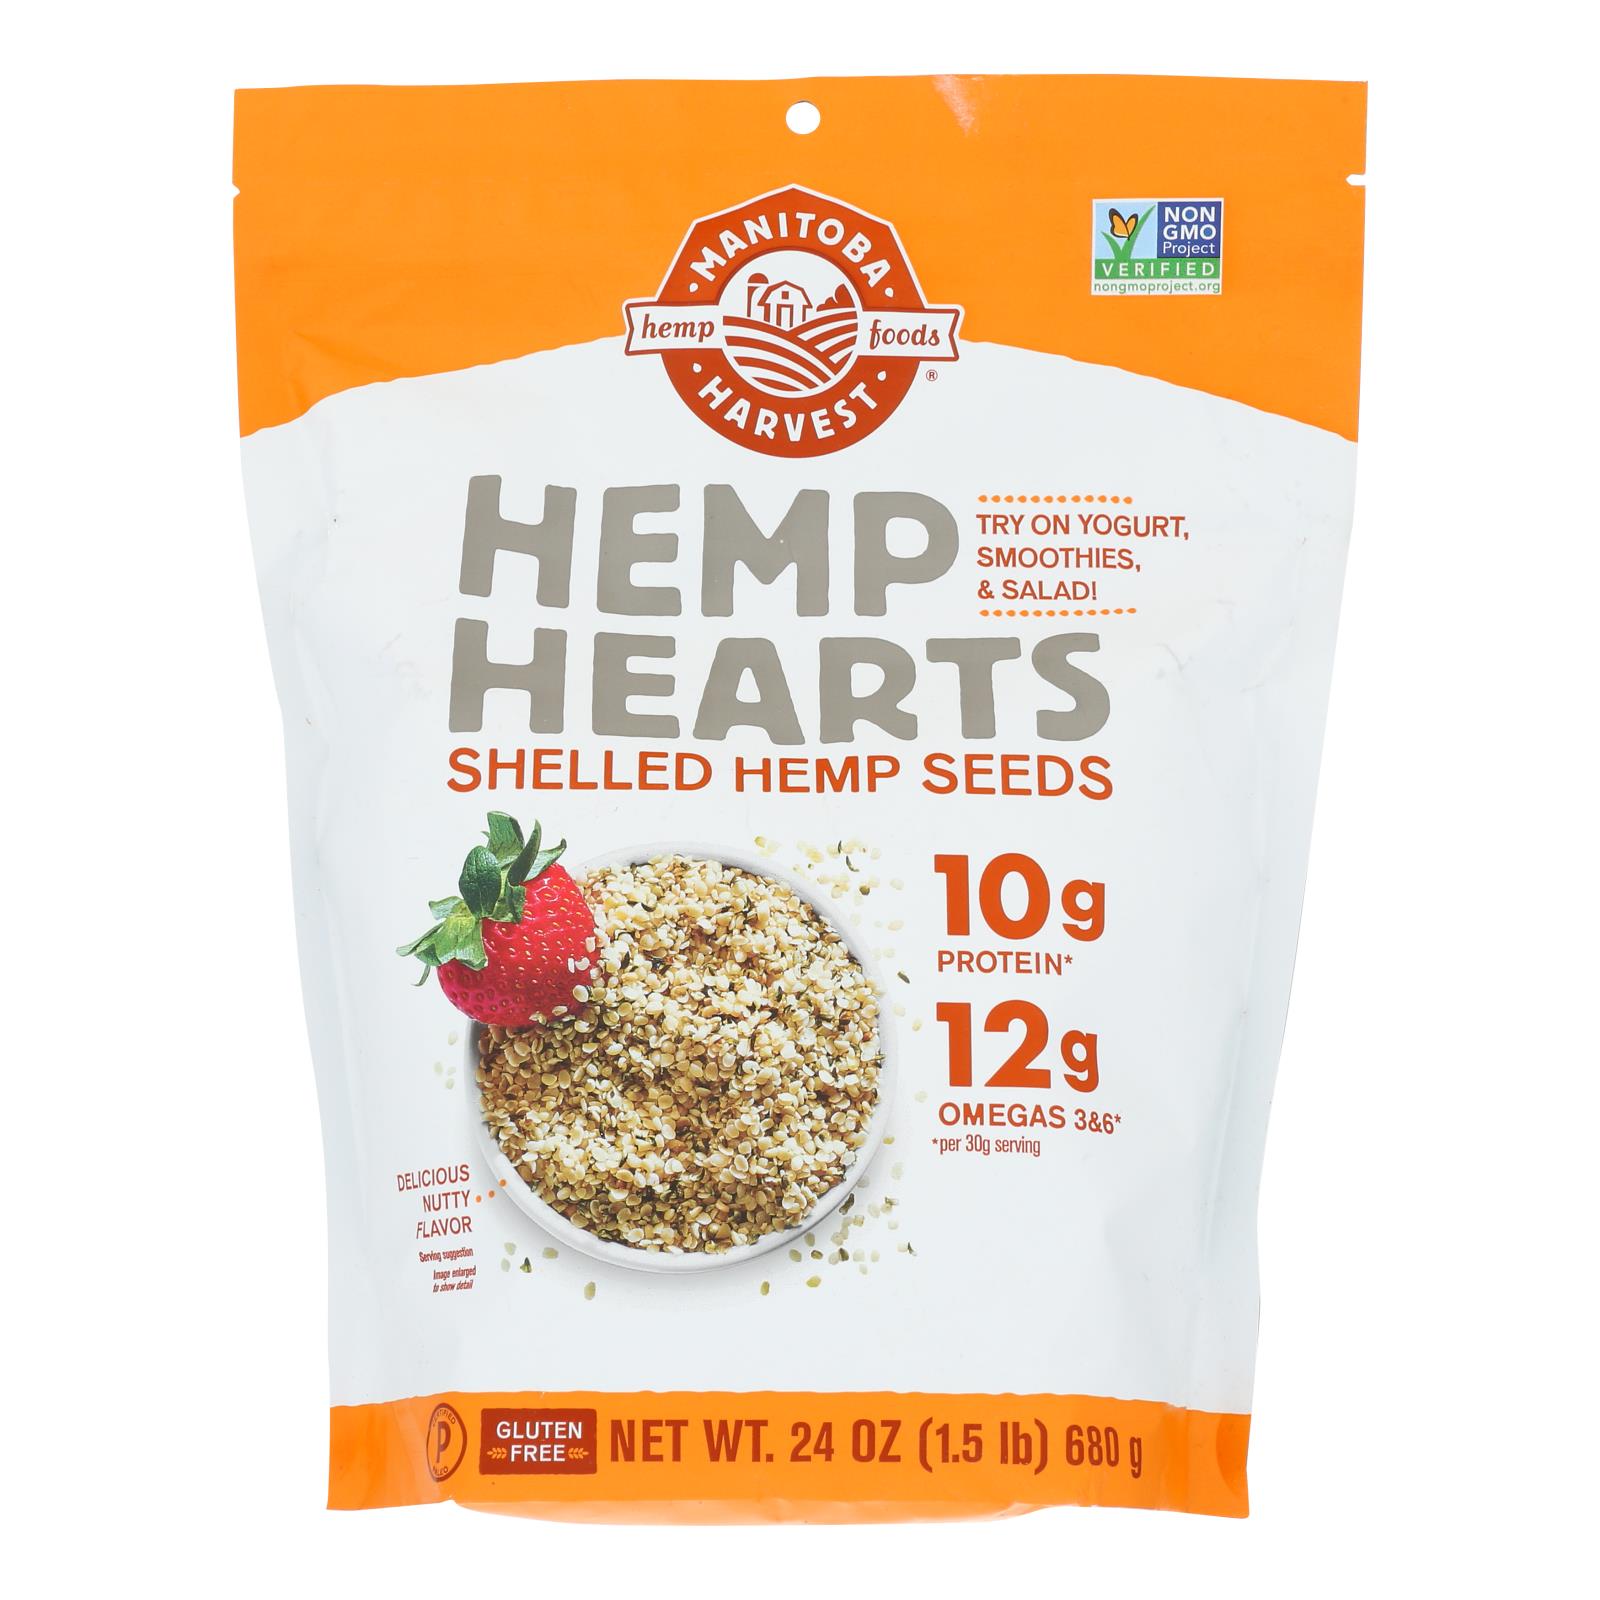 MANITOBA
hemp foods
HARVEST
®
NON
GMO
Project
VERIFIED
nongmoproject.org
HEMP
HEARTS
TRY ON YOGURT,
SMOOTHIES,
& SALAD!
SHELLED HEMP SEEDS
10g
PROTEIN*
12g
OMEGAS 3&6*
*per 30g serving
DELICIOUS
NUTTY
FLAVOR
Serving suggestion
Image enlarged
to show detail
CERTIFIED
P
PALEO
GLUTEN
FREE
NET WT. 24 OZ (1.5 lb) 680 g